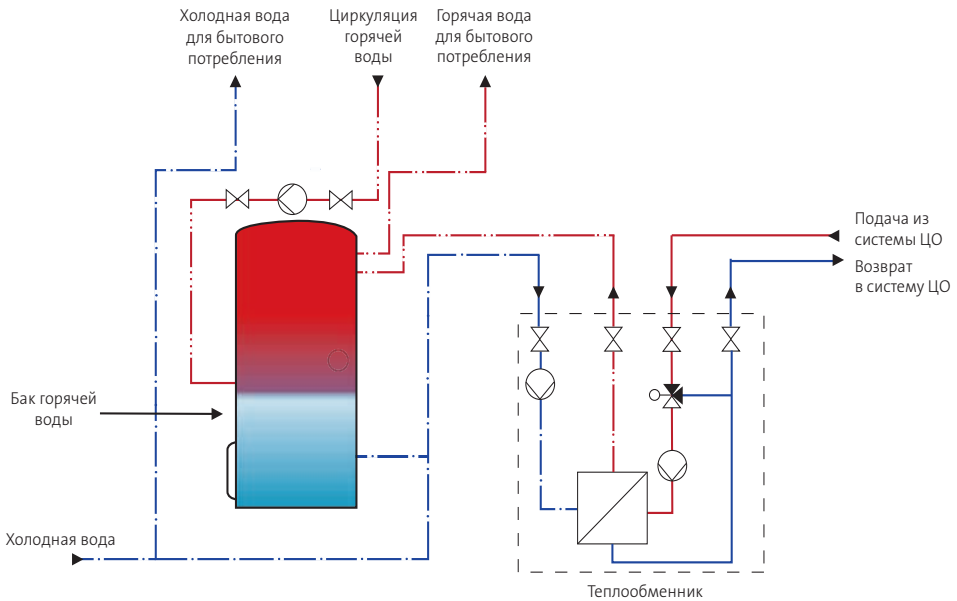 Холодная вода
для бытового
потребления
Циркуляция
горячей
воды
Горячая вода
для бытового
потребления
Подача из
системы ЦО
Возврат
в систему ЦО
Бак горячей
воды
Холодная вода
Теплообменник